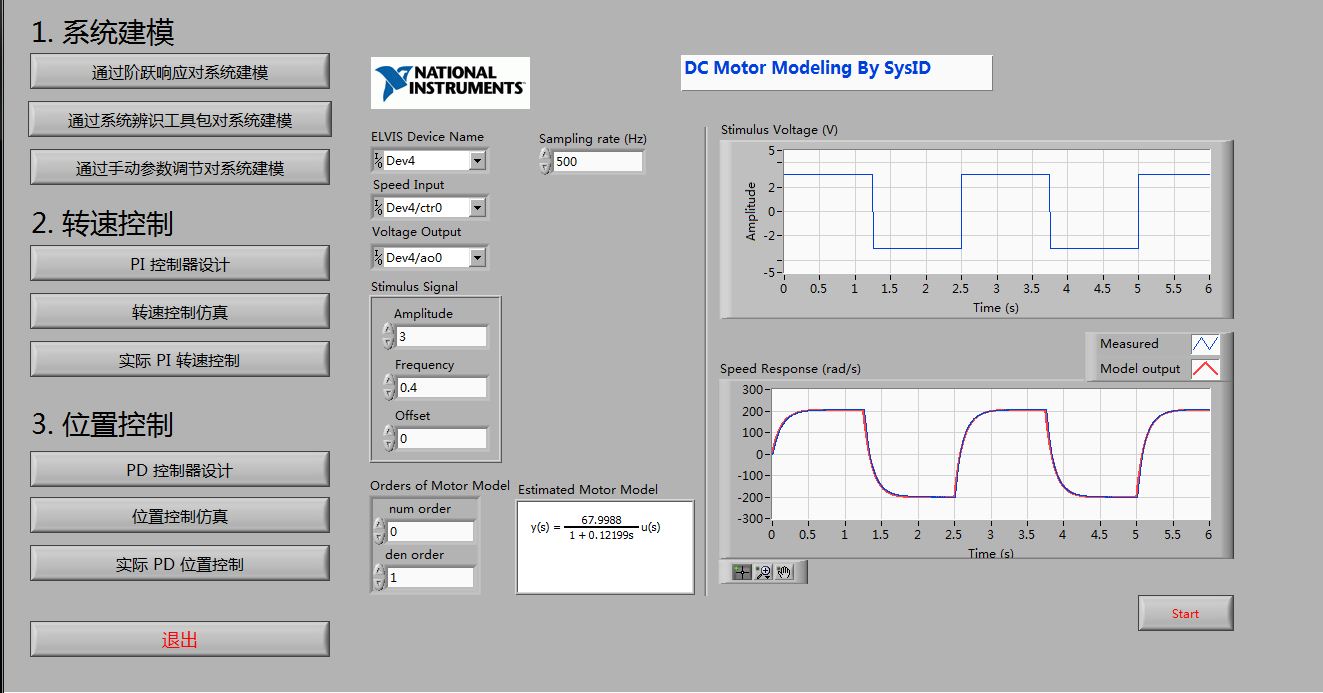 1. 系统建模
通过阶跃响应对系统建模
通过系统辨识工具包对系统建模
通过手动参数调节对系统建模
2. 转速控制
PI 控制器设计
转速控制仿真
实际 PI 转速控制
3. 位置控制
PD 控制器设计
位置控制仿真
实际 PD 位置控制
退出
NATIONAL
INSTRUMENTS
DC Motor Modeling By SysID
ELVIS Device Name
Dev4
Sampling rate (Hz)
500
Speed Input
Dev4/ctr0
Voltage Output
Dev4/ao0
Stimulus Signal
Amplitude
3
Frequency
0.4
Offset
0
Orders of Motor Model
num order
0
den order
1
Estimated Motor Model
y(s) = 67.9988 / 1 + 0.12199s u(s)
Stimulus Voltage (V)
Amplitude
5
2
0
-2
-5
0 0.5 1 1.5 2 2.5 3 3.5 4 4.5 5 5.5 6
Time (s)
Measured
Model output
Speed Response (rad/s)
300
200
100
0
-100
-200
-300
0 0.5 1 1.5 2 2.5 3 3.5 4 4.5 5 5.5 6
Time (s)
Start